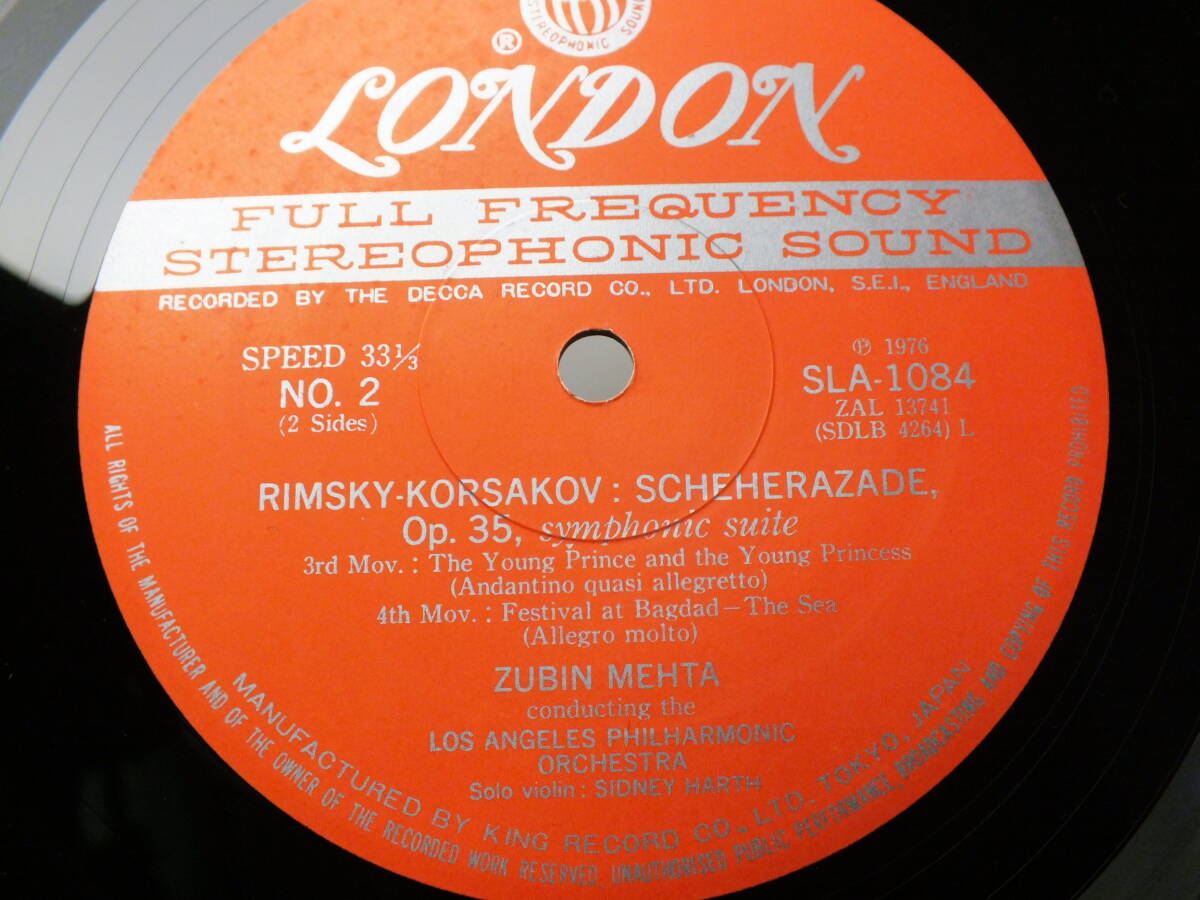 STEREOPHONIC SOUND
®
LONDON
FULL FREQUENCY
STEREOPHONIC SOUND
RECORDED BY THE DECCA RECORD CO., LTD. LONDON, S.E.I., ENGLAND
SPEED 33⅓
NO. 2
(2 Sides)
℗ 1976
SLA-1084
ZAL 13741
(SDLB 4264) L
RIMSKY-KORSAKOV : SCHEHERAZADE,
Op. 35, symphonic suite
3rd Mov. : The Young Prince and the Young Princess
(Andantino quasi allegretto)
4th Mov. : Festival at Bagdad—The Sea
(Allegro molto)
ZUBIN MEHTA
conducting the
LOS ANGELES PHILHARMONIC
ORCHESTRA
Solo violin : SIDNEY HARTH
MANUFACTURED BY KING RECORD CO., LTD. TOKYO, JAPAN
ALL RIGHTS OF THE MANUFACTURER AND OF THE OWNER OF THE RECORDED WORK RESERVED. UNAUTHORISED PUBLIC PERFORMANCE, BROADCASTING AND COPYING OF THIS RECORD PROHIBITED